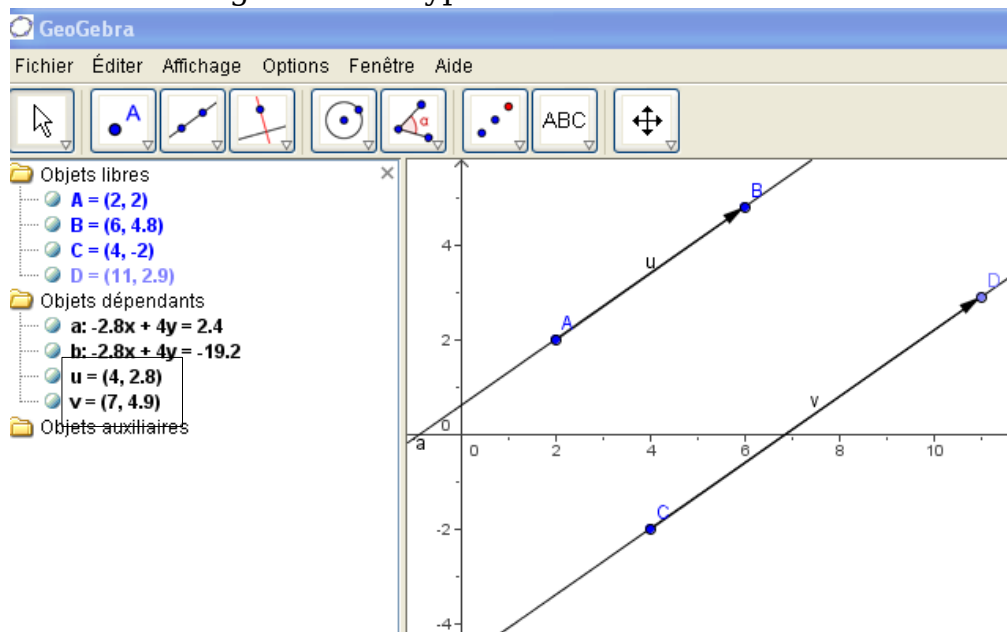 GeoGebra
Fichier Éditer Affichage Options Fenêtre Aide
A
α
ABC
Objets libres
A = (2, 2)
B = (6, 4.8)
C = (4, -2)
D = (11, 2.9)
Objets dépendants
a: -2.8x + 4y = 2.4
b: -2.8x + 4y = -19.2
u = (4, 2.8)
v = (7, 4.9)
Objets auxiliaires
B
4
u
D
A
2
v
0
a
0 2 4 6 8 10
C
-2
-4